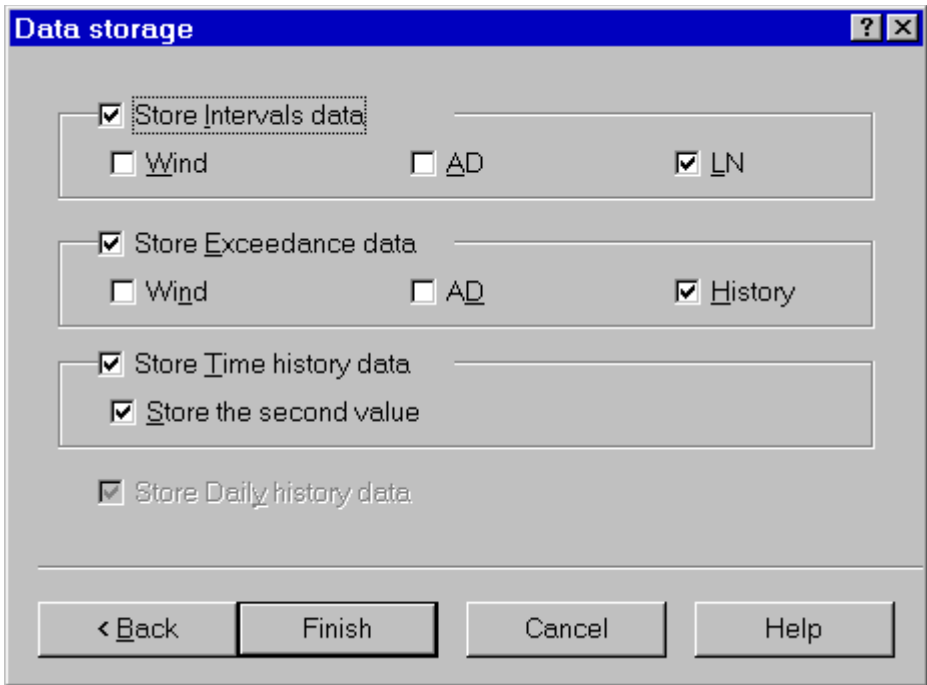 Data storage
Store Intervals data
Wind AD LN
Store Exceedance data
Wind AD History
Store Time history data
Store the second value
Store Daily history data
< Back Finish Cancel Help